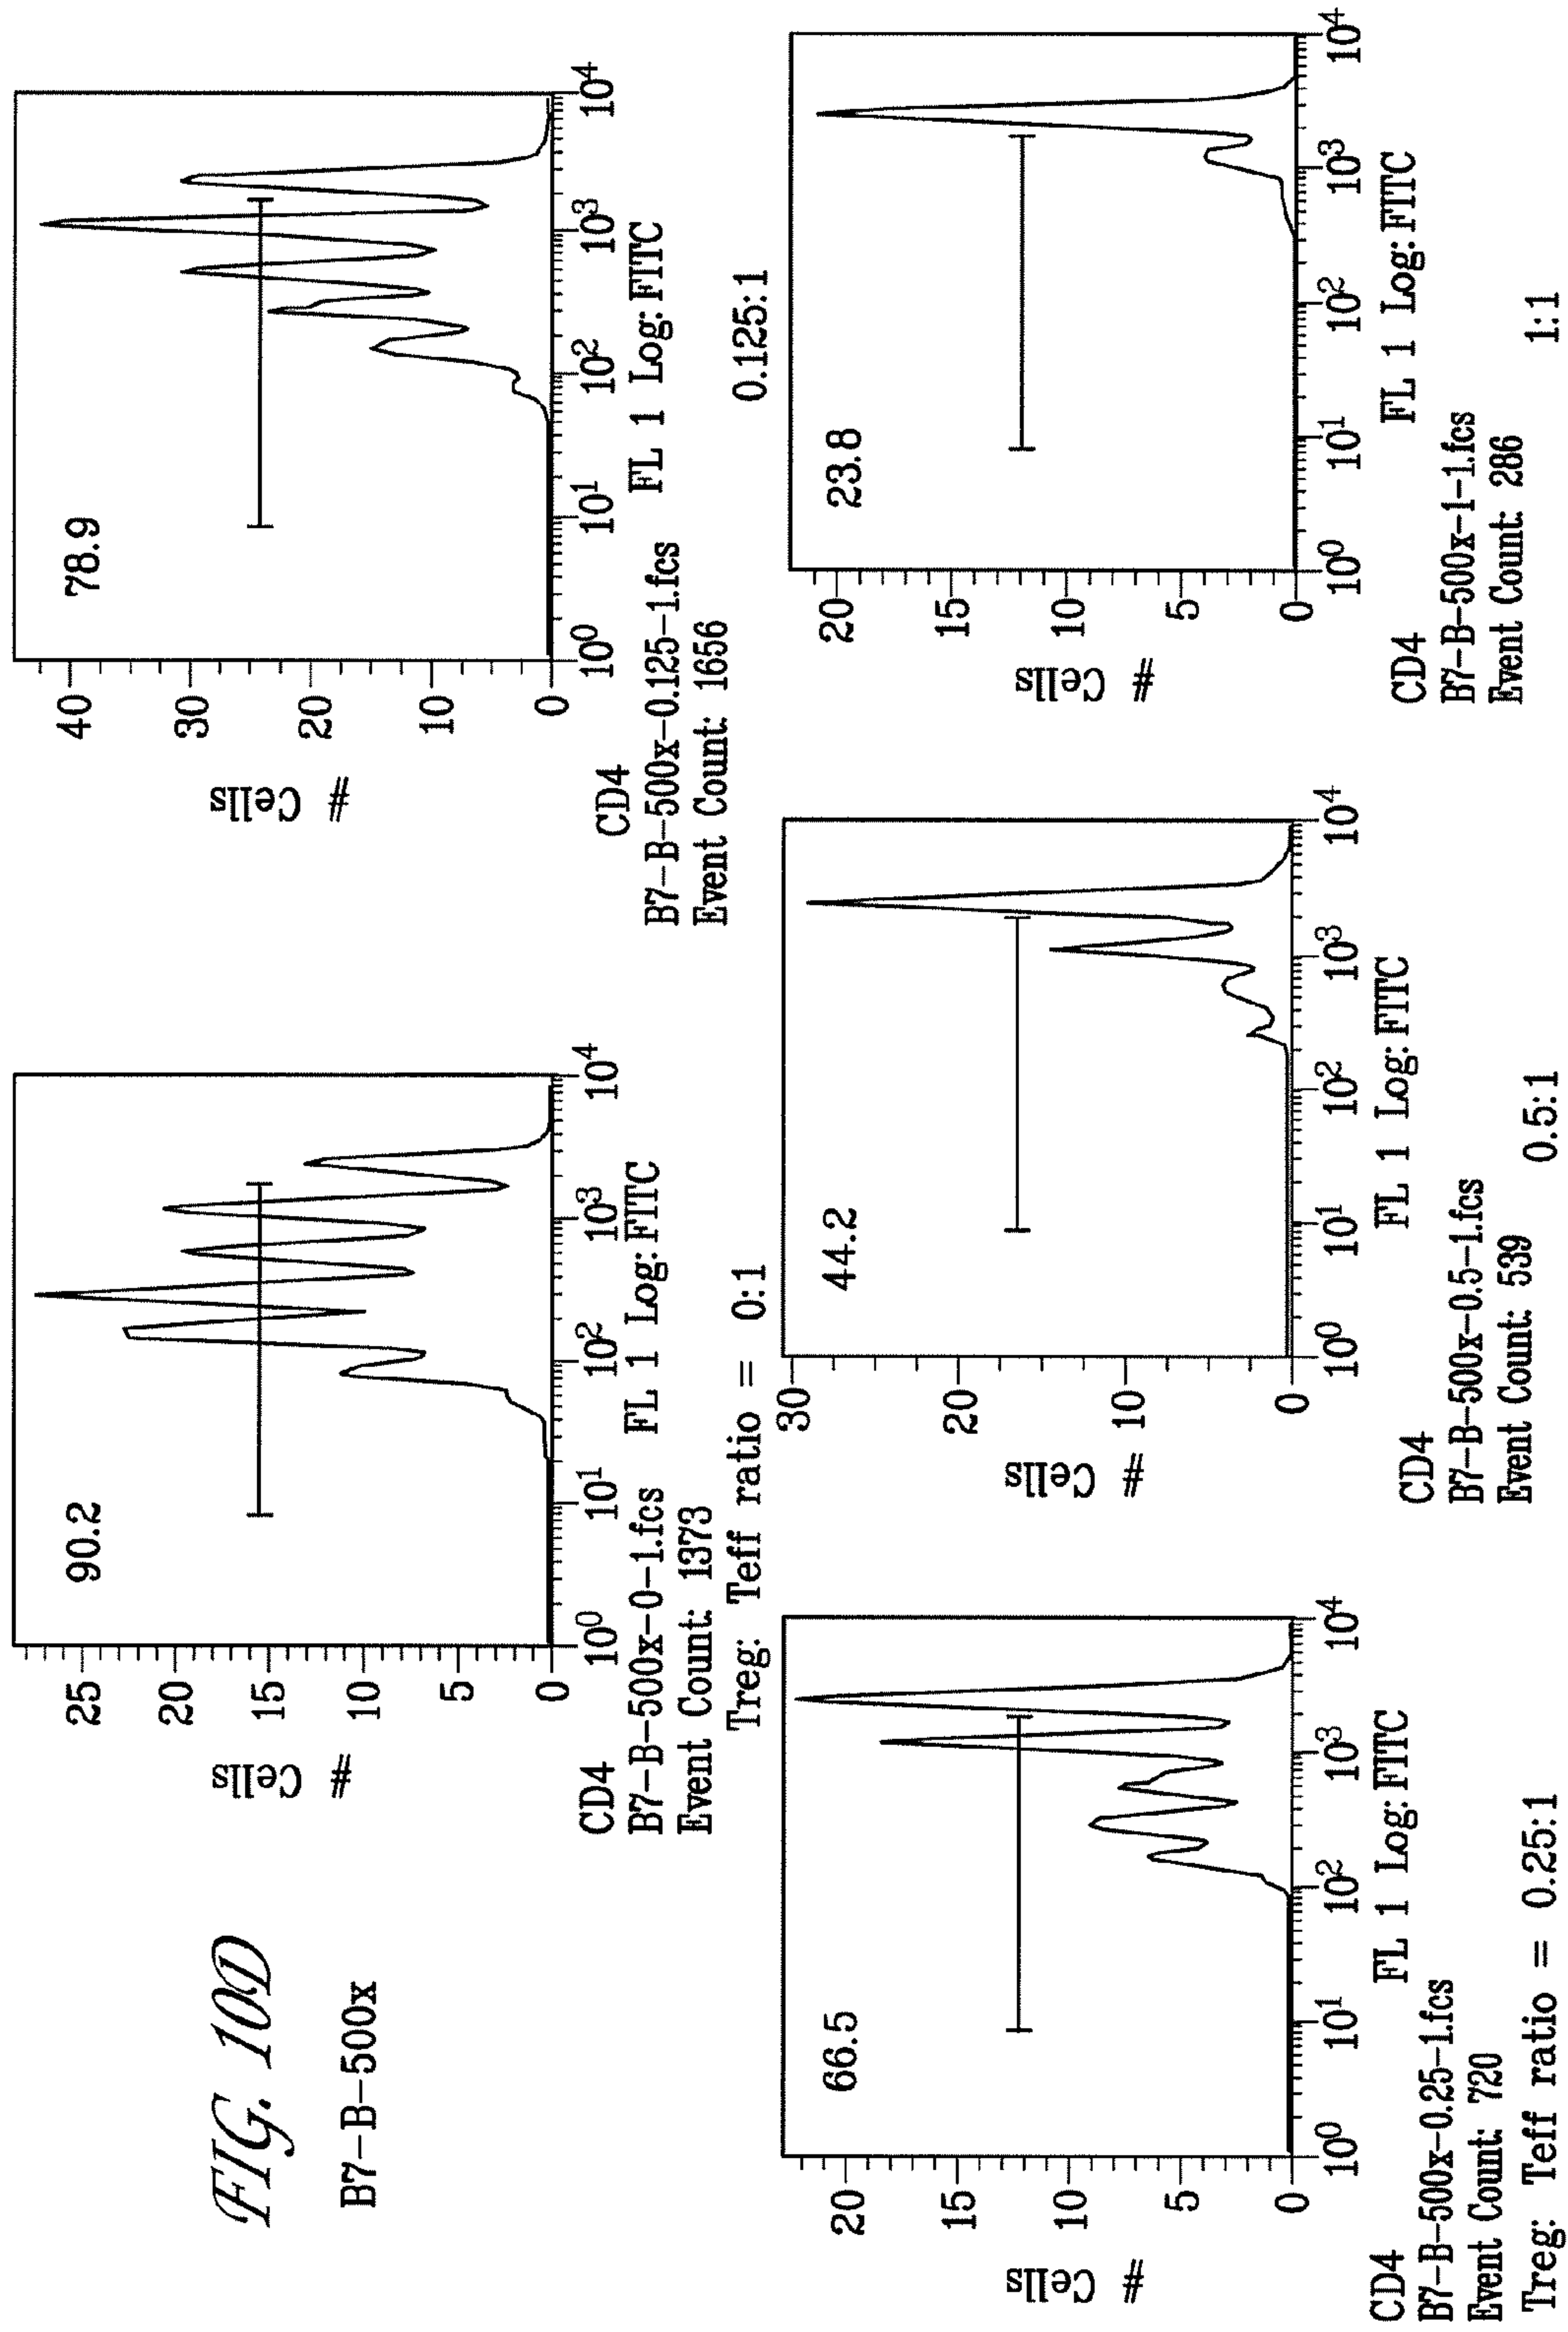 FIG. 10D
B7-B-500x
90.2
# Cells
25
20
15
10
5
0
10⁰ 10¹ 10² 10³ 10⁴
FL 1 Log: FITC
CD4
B7-B-500x-0-1.fcs
Event Count: 1373
Treg: Teff ratio = 0:1
78.9
# Cells
40
30
20
10
0
10⁰ 10¹ 10² 10³ 10⁴
FL 1 Log: FITC
CD4
B7-B-500x-0.125-1.fcs
Event Count: 1656
0.125:1
66.5
# Cells
20
15
10
5
0
10⁰ 10¹ 10² 10³ 10⁴
FL 1 Log: FITC
CD4
B7-B-500x-0.25-1.fcs
Event Count: 720
Treg: Teff ratio = 0.25:1
44.2
# Cells
30
20
10
0
10⁰ 10¹ 10² 10³ 10⁴
FL 1 Log: FITC
CD4
B7-B-500x-0.5-1.fcs
Event Count: 539
0.5:1
23.8
# Cells
20
15
10
5
0
10⁰ 10¹ 10² 10³ 10⁴
FL 1 Log: FITC
CD4
B7-B-500x-1-1.fcs
Event Count: 286
1:1